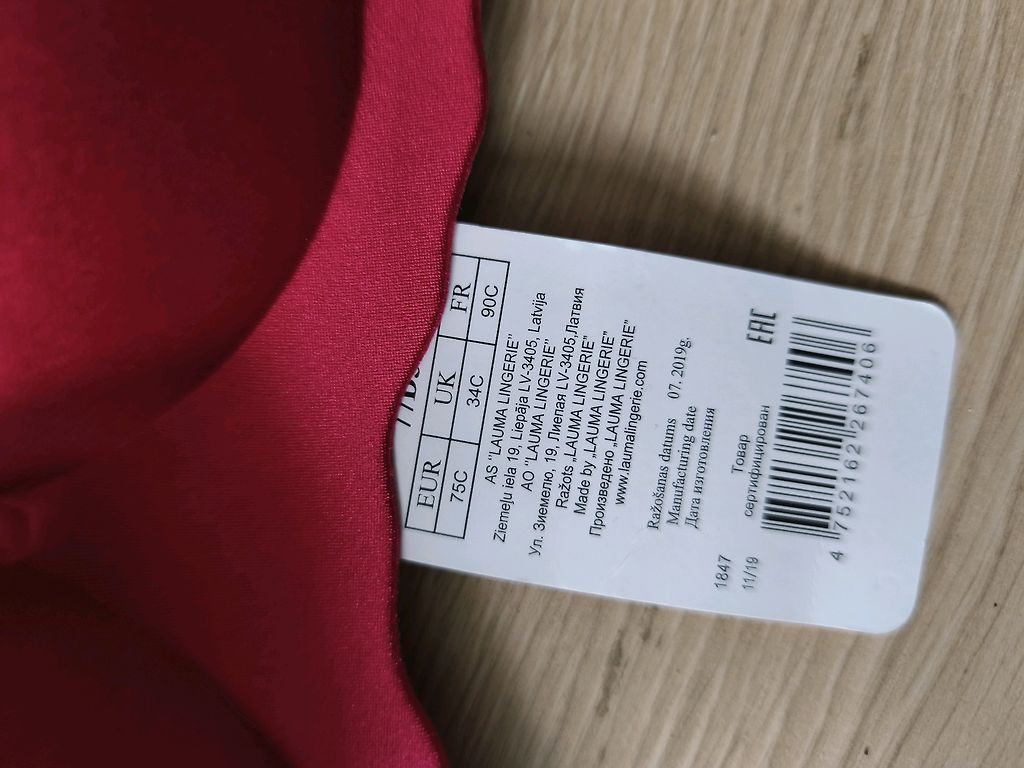 EUR UK FR
75C 34C 90C
AS "LAUMA LINGERIE"
Ziemeļu iela 19, Liepāja LV-3405, Latvija
АО "LAUMA LINGERIE"
Ул. Зиемелю, 19, Лиепая LV-3405,Латвия
Ražots „LAUMA LINGERIE”
Made by „LAUMA LINGERIE”
Произведено „LAUMA LINGERIE”
www.laumalingerie.com
Ražošanas datums 07. 2019g.
Manufacturing date
Дата изготовления
1847
Товар
сертифицирован
11/19
EAC
4 752162 267406